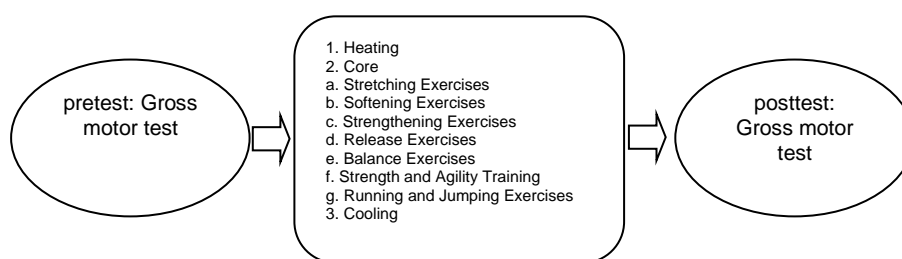 pretest: Gross
motor test
1. Heating
2. Core
a. Stretching Exercises
b. Softening Exercises
c. Strengthening Exercises
d. Release Exercises
e. Balance Exercises
f. Strength and Agility Training
g. Running and Jumping Exercises
3. Cooling
posttest:
Gross motor
test